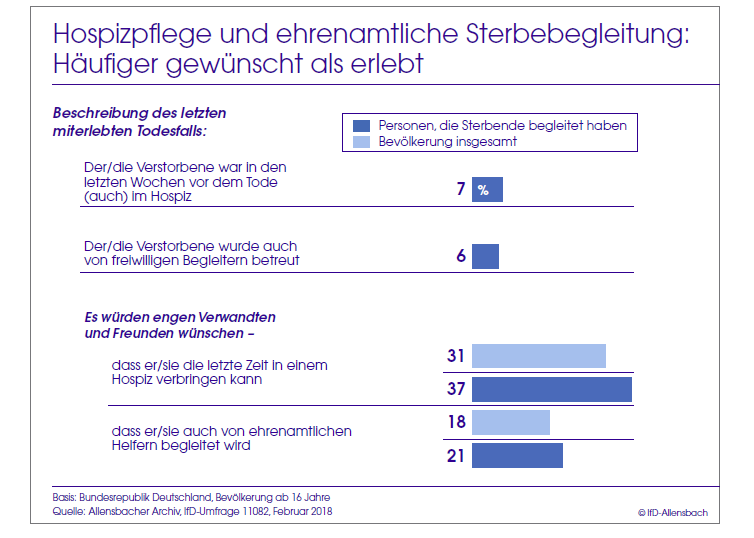 Hospizpflege und ehrenamtliche Sterbebegleitung:
Häufiger gewünscht als erlebt
Beschreibung des letzten
miterlebten Todesfalls:
Personen, die Sterbende begleitet haben
Bevölkerung insgesamt
Der/die Verstorbene war in den
letzten Wochen vor dem Tode
(auch) im Hospiz
7 %
Der/die Verstorbene wurde auch
von freiwilligen Begleitern betreut
6
Es würden engen Verwandten
und Freunden wünschen –
dass er/sie die letzte Zeit in einem
Hospiz verbringen kann
31
37
dass er/sie auch von ehrenamtlichen
Helfern begleitet wird
18
21
Basis: Bundesrepublik Deutschland, Bevölkerung ab 16 Jahre
Quelle: Allensbacher Archiv, IfD-Umfrage 11082, Februar 2018
© IfD-Allensbach